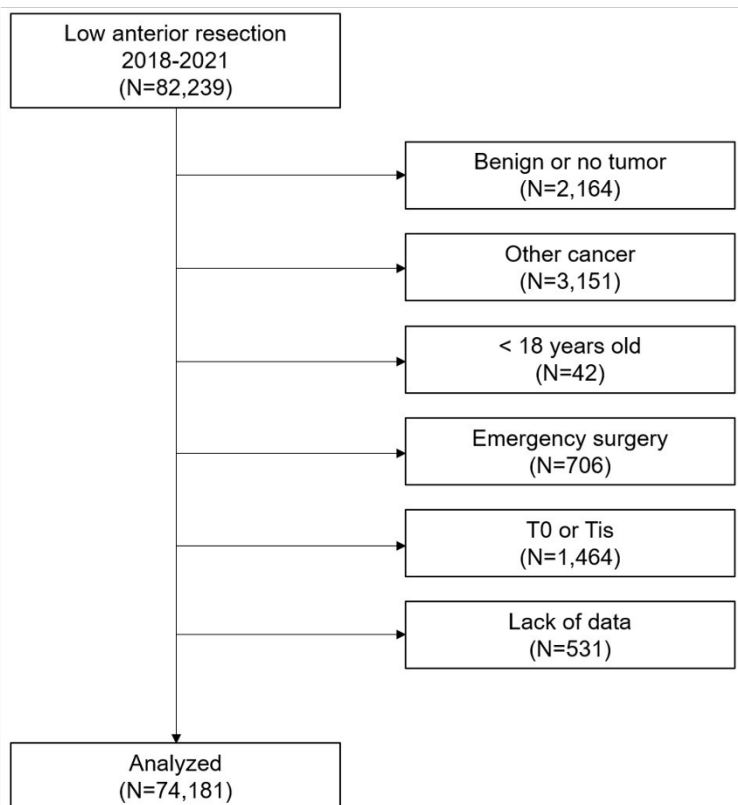 Low anterior resection
2018-2021
(N=82,239)
Benign or no tumor
(N=2,164)
Other cancer
(N=3,151)
< 18 years old
(N=42)
Emergency surgery
(N=706)
T0 or Tis
(N=1,464)
Lack of data
(N=531)
Analyzed
(N=74,181)